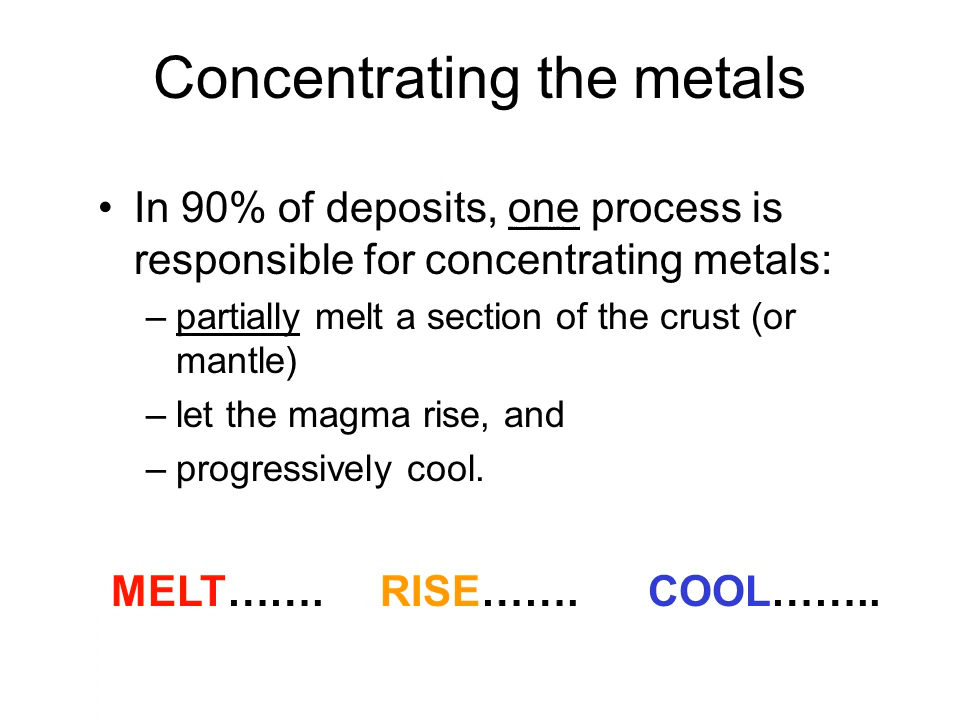 Concentrating the metals
• In 90% of deposits, one process is
responsible for concentrating metals:
– partially melt a section of the crust (or
mantle)
– let the magma rise, and
– progressively cool.
MELT……. RISE……. COOL……..